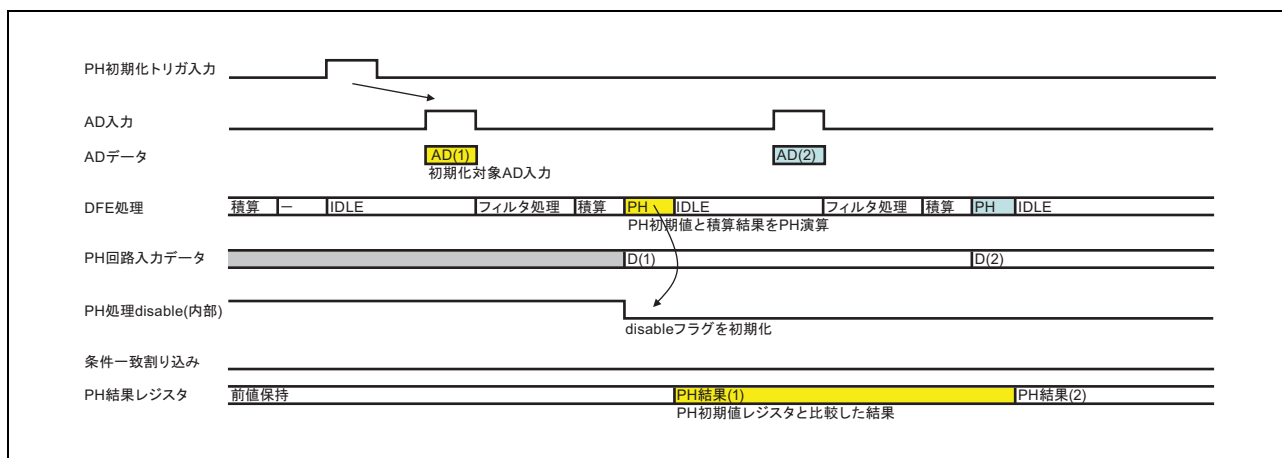 PH初期化トリガ入力
AD入力
ADデータ AD(1) AD(2)
初期化対象AD入力
DFE処理 積算 － IDLE フィルタ処理 積算 PH IDLE フィルタ処理 積算 PH IDLE
PH初期値と積算結果をPH演算
PH回路入力データ D(1) D(2)
PH処理disable(内部)
disableフラグを初期化
条件一致割り込み
PH結果レジスタ 前値保持 PH結果(1) PH結果(2)
PH初期値レジスタと比較した結果